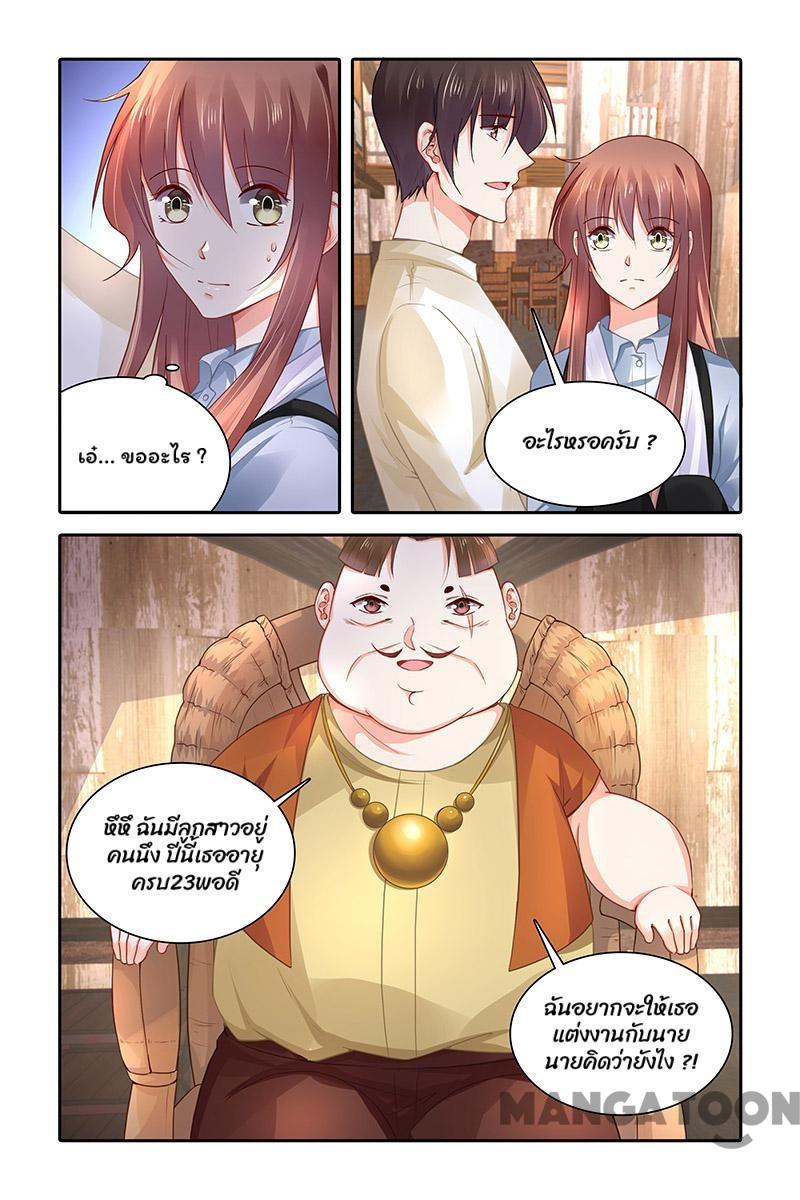 เอ๋... ขออะไร ?
อะไรหรอครับ ?
หึหึ ฉันมีลูกสาวอยู่
คนนึง ปีนี้เธออายุ
ครบ23พอดี
ฉันอยากจะให้เธอ
แต่งงานกับนาย
นายคิดว่ายังไง ?!
MANGATOON